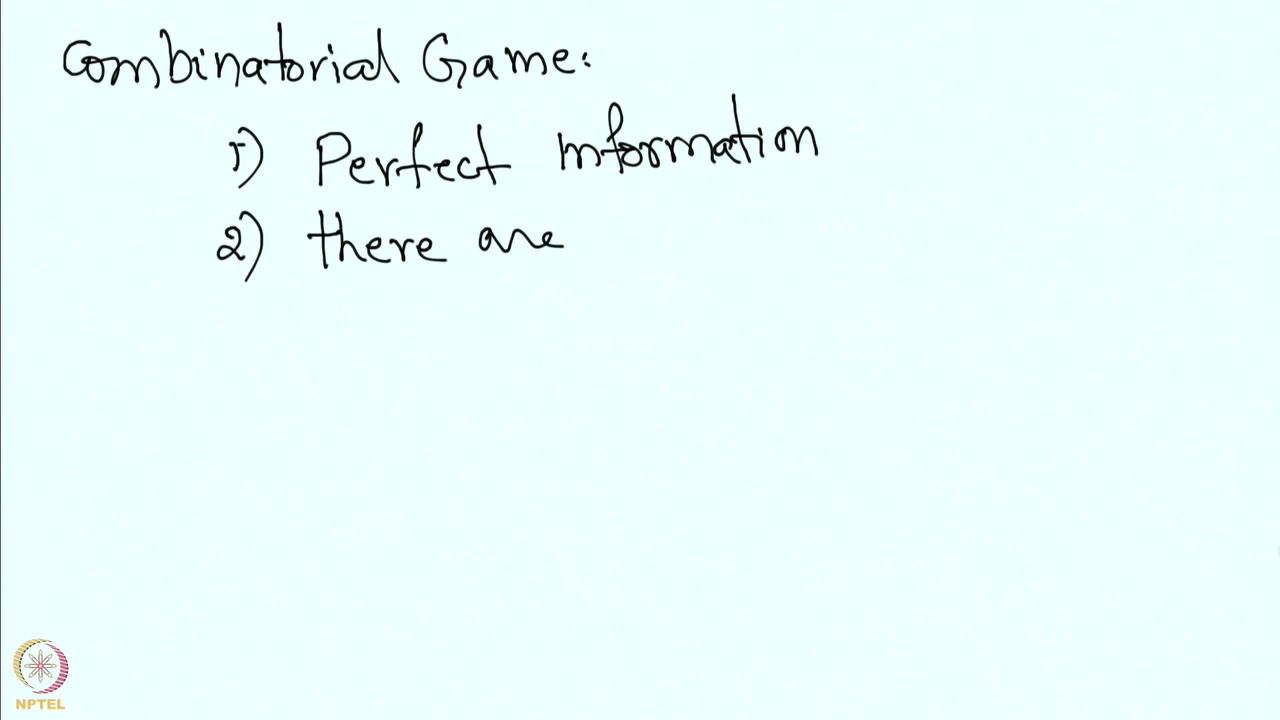 Combinatorial Game:
1) Perfect information
2) there are
NPTEL